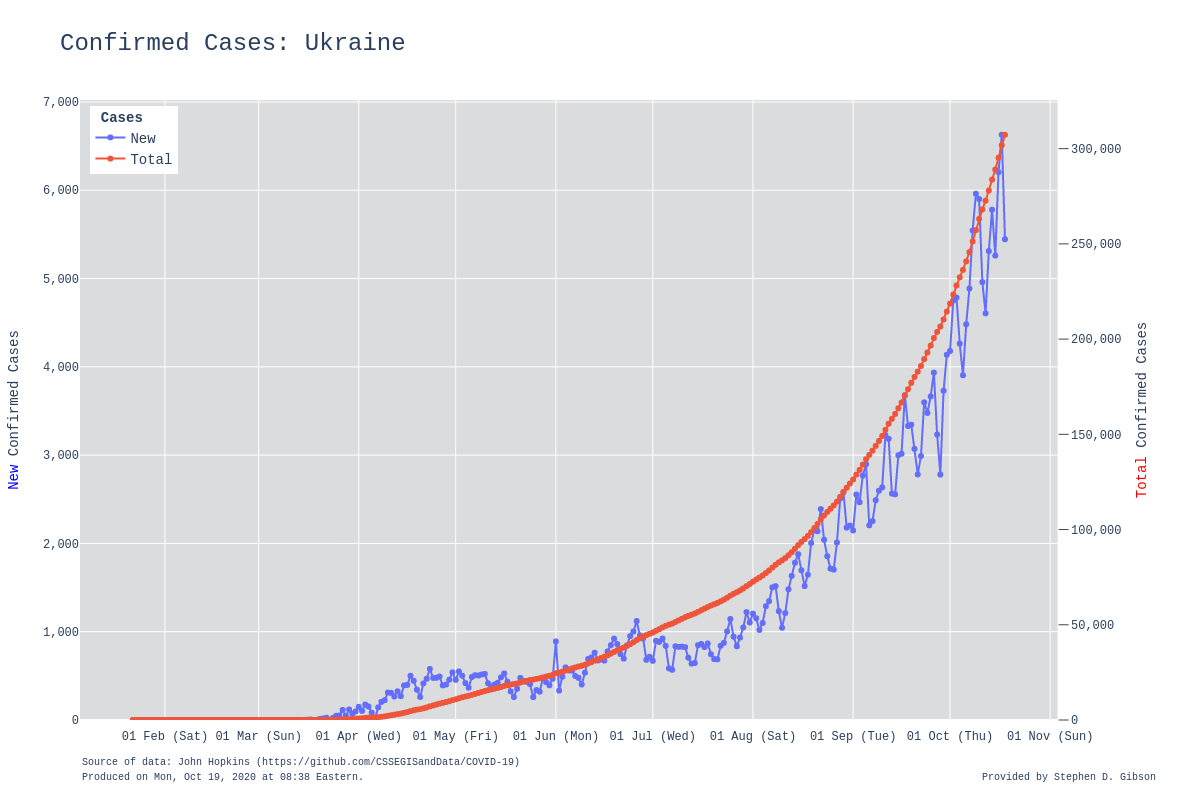 Confirmed Cases: Ukraine
Cases
New
Total
7,000
6,000
5,000
4,000
3,000
2,000
1,000
0
New Confirmed Cases
300,000
250,000
200,000
150,000
100,000
50,000
0
Total Confirmed Cases
01 Feb (Sat) 01 Mar (Sun) 01 Apr (Wed) 01 May (Fri) 01 Jun (Mon) 01 Jul (Wed) 01 Aug (Sat) 01 Sep (Tue) 01 Oct (Thu) 01 Nov (Sun)
Source of data: John Hopkins (https://github.com/CSSEGISandData/COVID-19)
Produced on Mon, Oct 19, 2020 at 08:38 Eastern.
Provided by Stephen D. Gibson